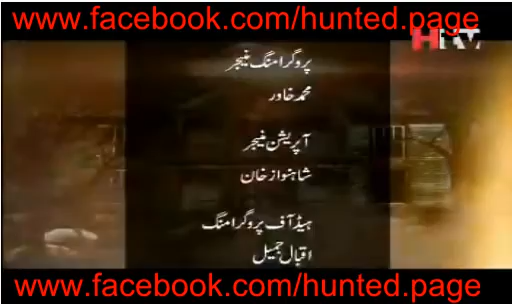 www.facebook.com/hunted.page
HTV
پروگرامنگ منیجر
محمد خاور
آپریشن منیجر
شاہنواز خان
ہیڈ آف پروگرامنگ
اقبال جمیل
www.facebook.com/hunted.page